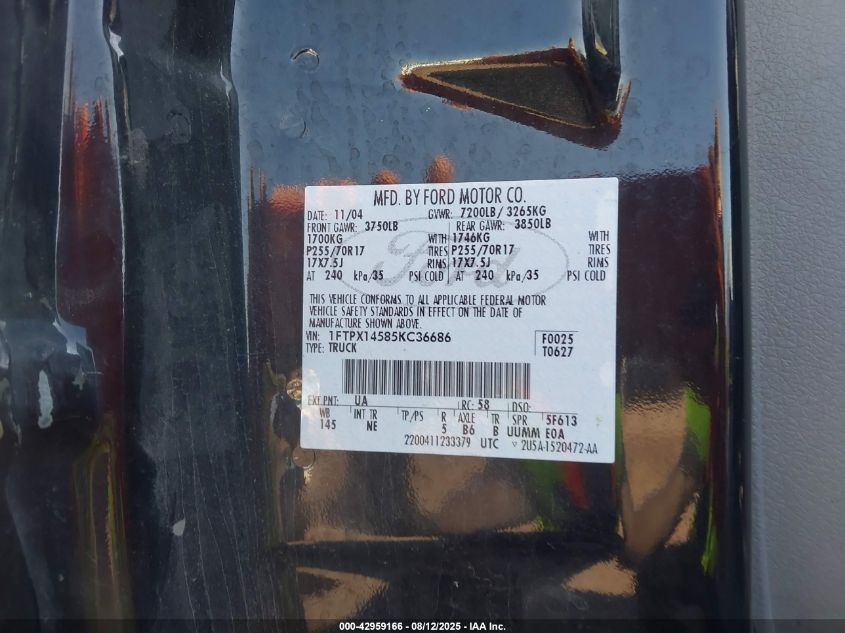 MFD. BY FORD MOTOR CO.
DATE: 11/04 GVWR: 7200LB/ 3265KG
FRONT GAWR: 3750LB REAR GAWR: 3850LB
1700KG WITH 1746KG WITH
P255/70R17 TIRES P255/70R17 TIRES
17X7.5J RIMS 17X7.5J RIMS
AT 240 kPa/35 PSI COLD AT 240 kPa/35 PSI COLD
Ford
THIS VEHICLE CONFORMS TO ALL APPLICABLE FEDERAL MOTOR
VEHICLE SAFETY STANDARDS IN EFFECT ON THE DATE OF
MANUFACTURE SHOWN ABOVE.
VIN: 1FTPX14585KC36686 F0025
TYPE: TRUCK T0627
EXT PNT: UA RC: 58 DSO:
WB INT TR TP/PS R AXLE TR SPR 5F613
145 NE 5 B6 B UUMM EOA
2200411233379 UTC 2U5A-1520472-AA
000-42959166 - 08/12/2025 - IAA Inc.